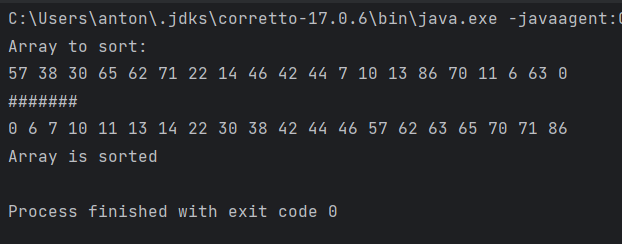 C:\Users\anton\.jdks\corretto-17.0.6\bin\java.exe -javaagent:
Array to sort:
57 38 30 65 62 71 22 14 46 42 44 7 10 13 86 70 11 6 63 0
#######
0 6 7 10 11 13 14 22 30 38 42 44 46 57 62 63 65 70 71 86
Array is sorted
Process finished with exit code 0